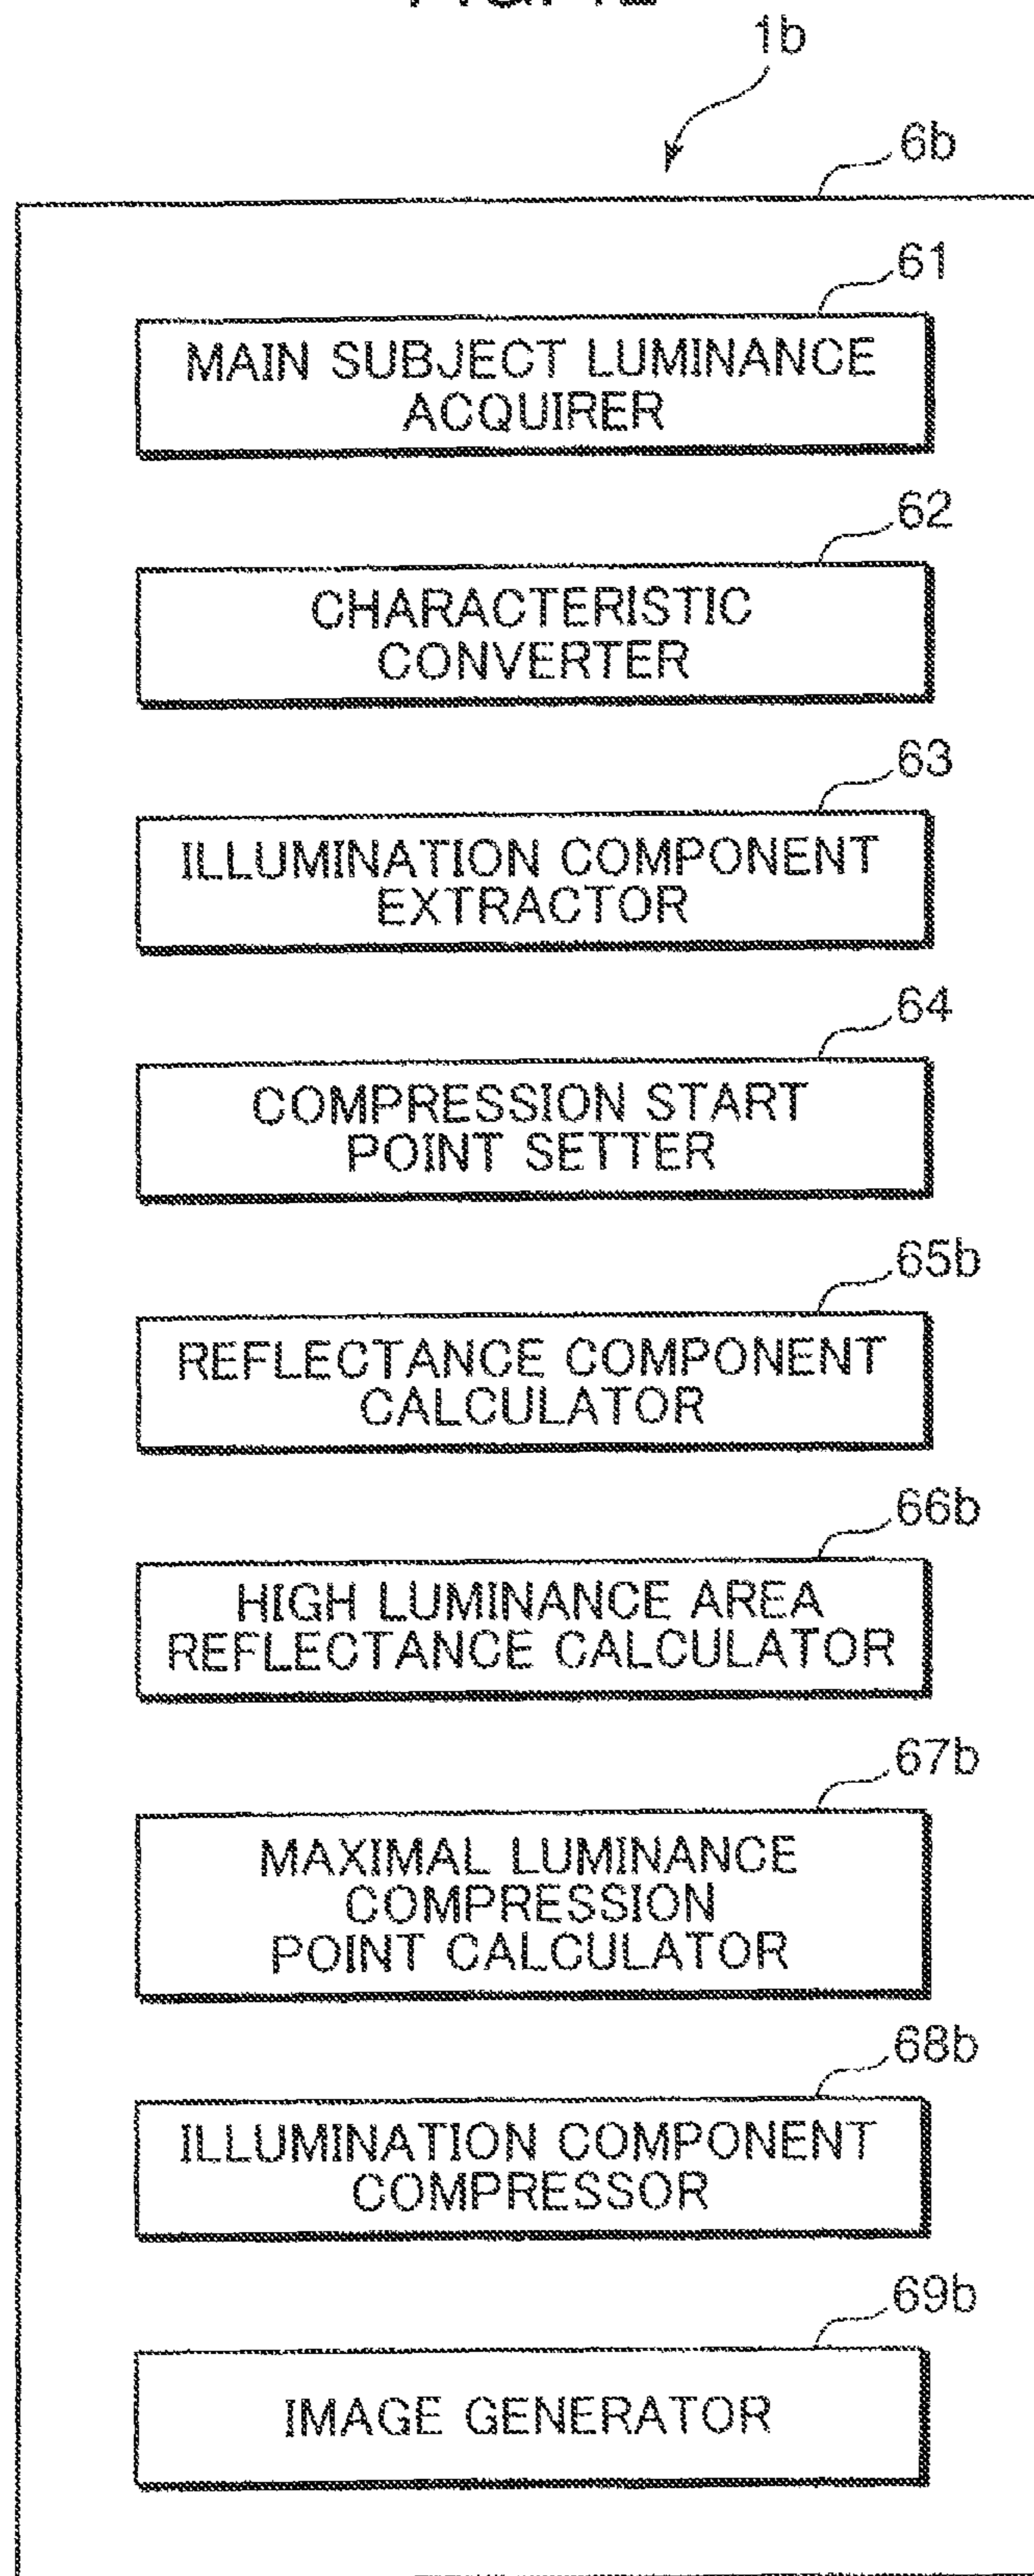 1b
6b
61
MAIN SUBJECT LUMINANCE
ACQUIRER
62
CHARACTERISTIC
CONVERTER
63
ILLUMINATION COMPONENT
EXTRACTOR
64
COMPRESSION START
POINT SETTER
65b
REFLECTANCE COMPONENT
CALCULATOR
66b
HIGH LUMINANCE AREA
REFLECTANCE CALCULATOR
67b
MAXIMAL LUMINANCE
COMPRESSION
POINT CALCULATOR
68b
ILLUMINATION COMPONENT
COMPRESSOR
69b
IMAGE GENERATOR